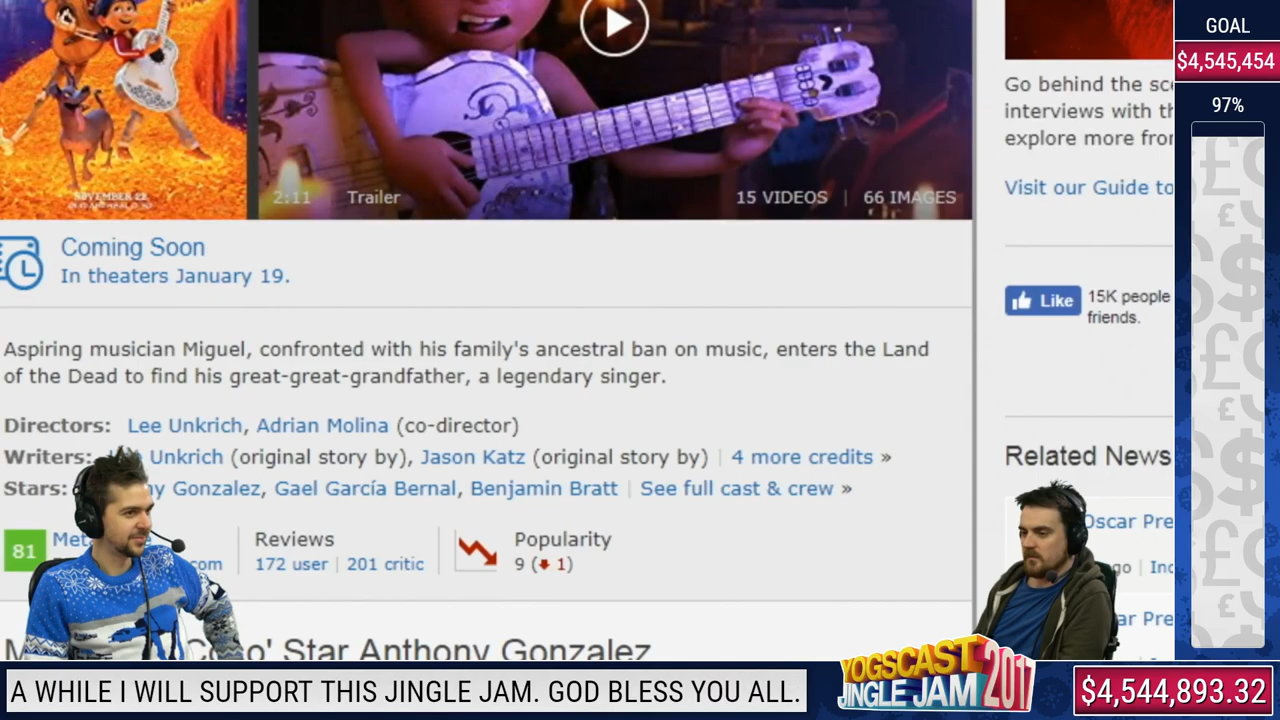 NOVEMBER 22
2:11 Trailer 15 VIDEOS | 66 IMAGES
Coming Soon
In theaters January 19.
Aspiring musician Miguel, confronted with his family's ancestral ban on music, enters the Land
of the Dead to find his great-great-grandfather, a legendary singer.
Directors: Lee Unkrich, Adrian Molina (co-director)
Writers: Unkrich (original story by), Jason Katz (original story by) | 4 more credits »
Stars: Gonzalez, Gael García Bernal, Benjamin Bratt | See full cast & crew »
81
com
Reviews
172 user | 201 critic
Popularity
9 (1)
Star Anthony Gonzalez
Go behind the
interviews with
explore more
Visit our Guide to
Like
15K people
friends.
Related News
GOAL
$4,545,454
97%
A WHILE I WILL SUPPORT THIS JINGLE JAM. GOD BLESS YOU ALL.
YOGSCAST
JINGLE JAM 2017
$4,544,893.32